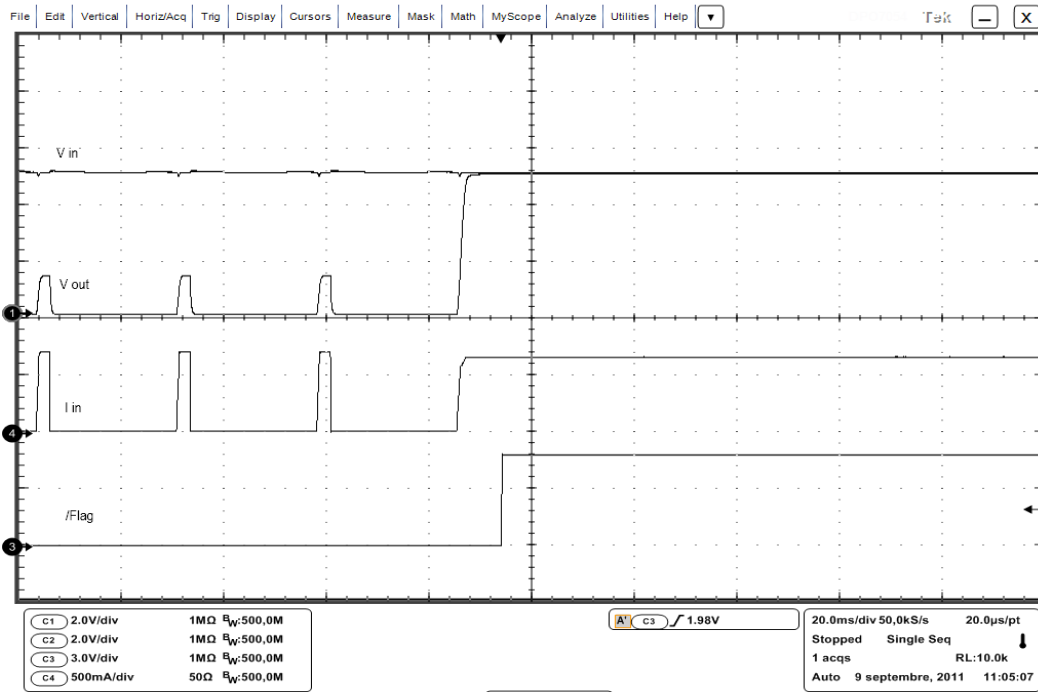 File Edit Vertical Horiz/Acq Trig Display Cursors Measure Mask Math MyScope Analyze Utilities Help Tek X
V in
V out
1
I in
4
/Flag
3
C1 2.0V/div 1MΩ BW:500,0M
C2 2.0V/div 1MΩ BW:500,0M
C3 3.0V/div 1MΩ BW:500,0M
C4 500mA/div 50Ω BW:500,0M
A' C3 1.98V
20.0ms/div 50,0kS/s 20.0µs/pt
Stopped Single Seq
1 acqs RL:10.0k
Auto 9 septembre, 2011 11:05:07